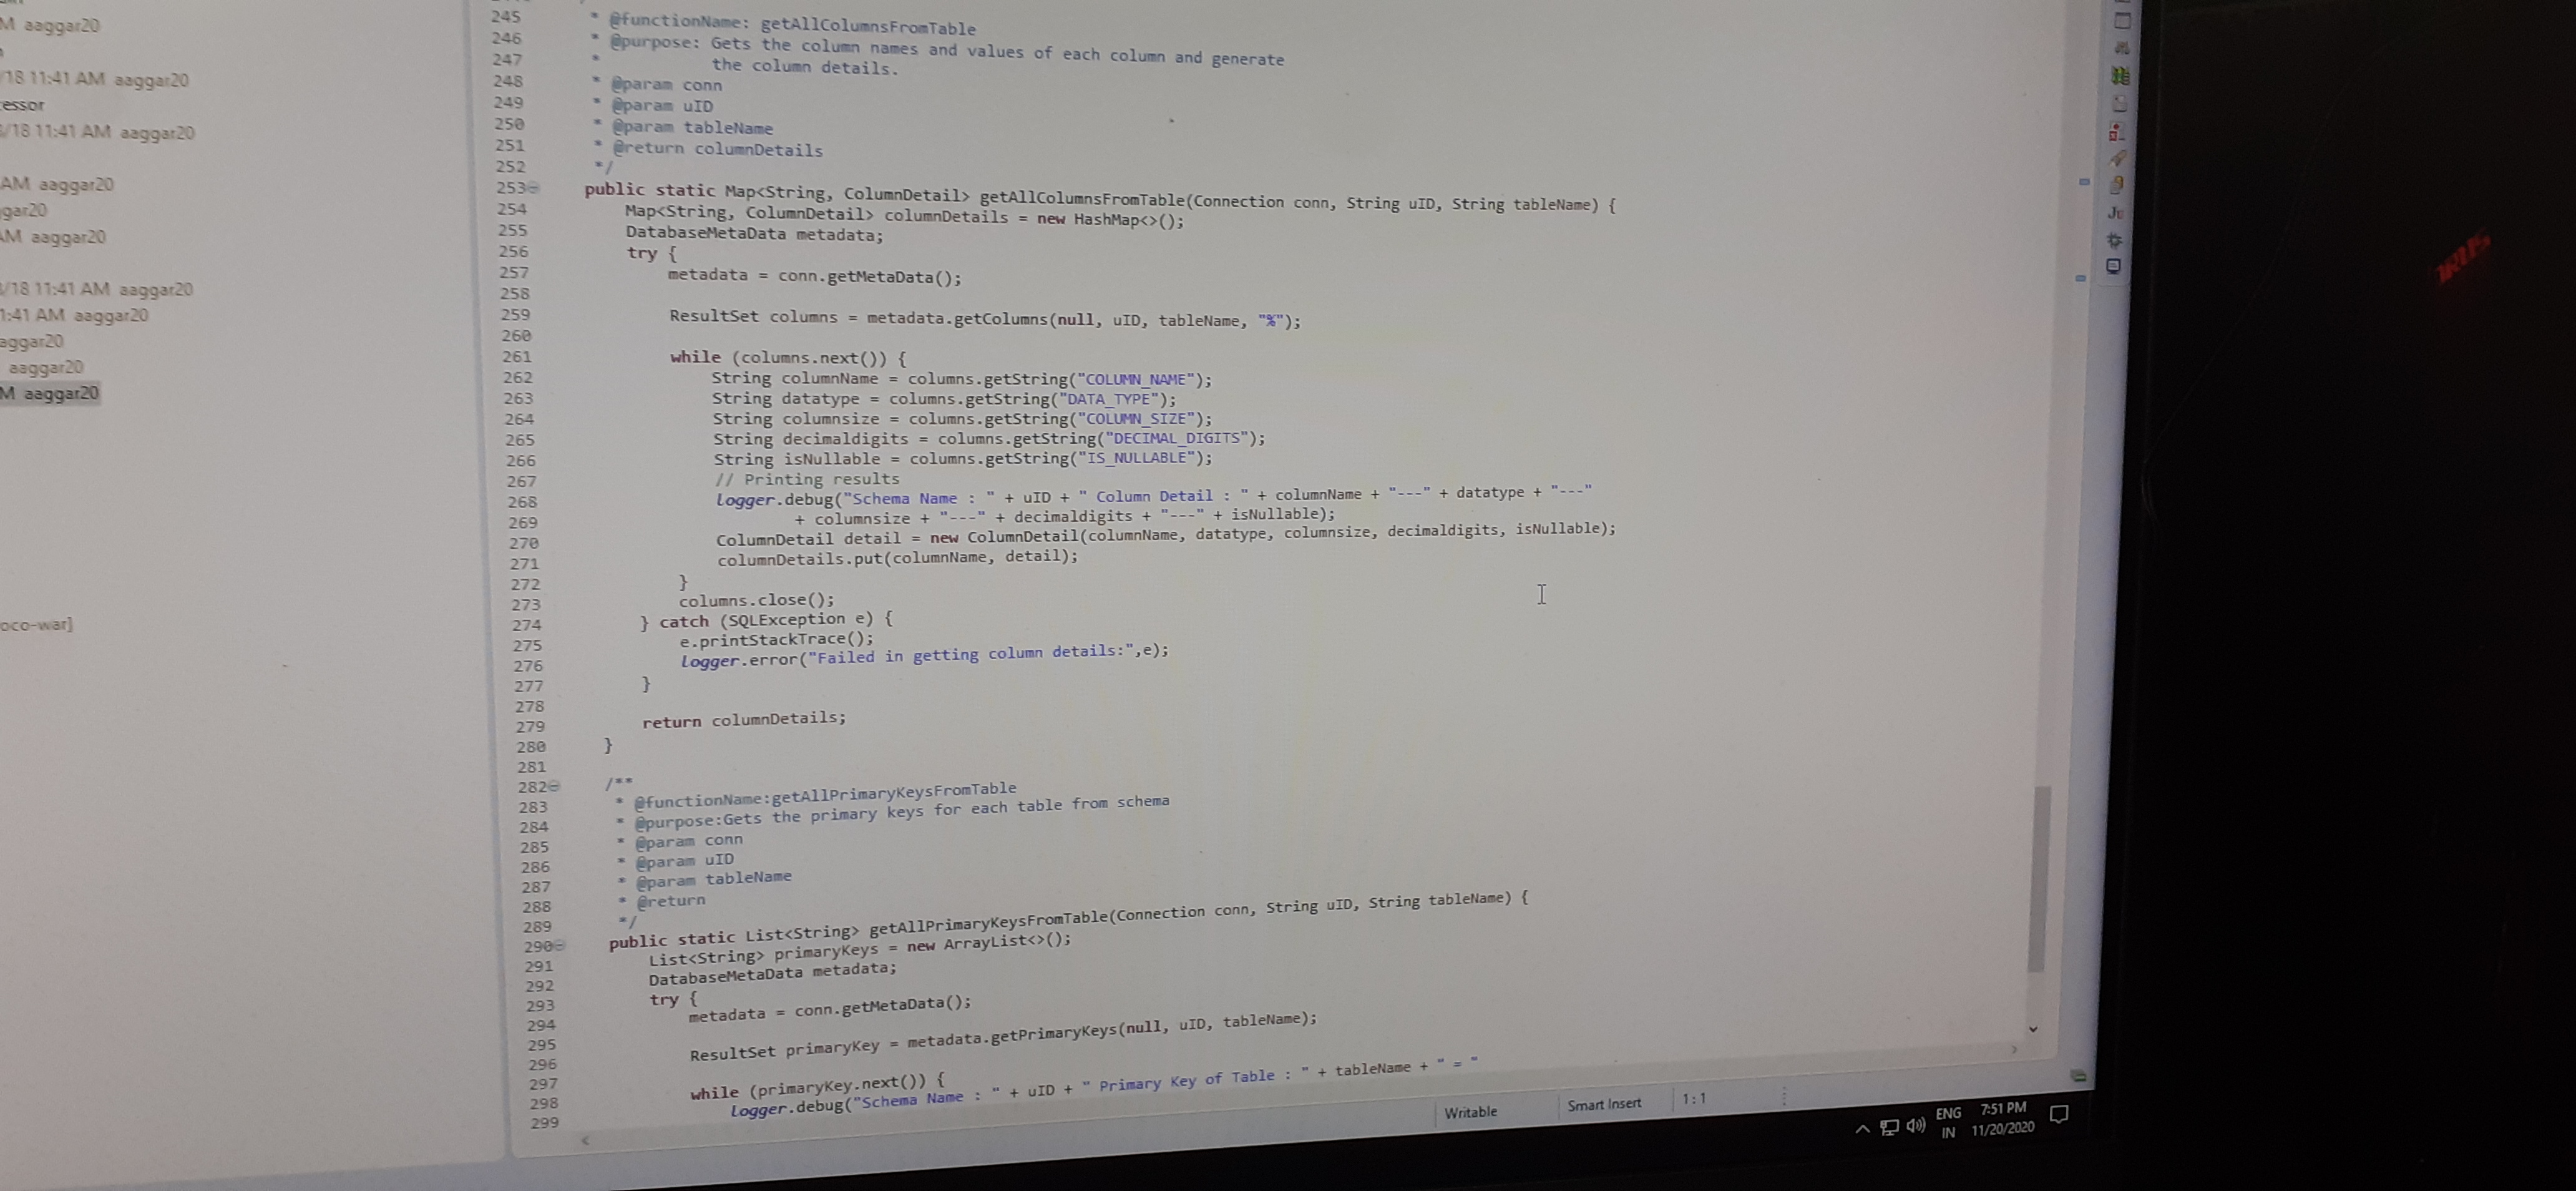 M aaggar20
/18 11:41 AM aaggar20
essor
/18 11:41 AM aaggar20
AM aaggar20
gar20
AM aaggar20
/18 11:41 AM aaggar20
1:41 AM aaggar20
aggar20
aaggar20
M aaggar20
oco-war]
245 * @functionName: getAllColumnsFromTable
246 * @purpose: Gets the column names and values of each column and generate
247 * the column details.
248 * @param conn
249 * @param uID
250 * @param tableName
251 * @return columnDetails
252 */
253 public static Map<String, ColumnDetail> getAllColumnsFromTable(Connection conn, String uID, String tableName) {
254 Map<String, ColumnDetail> columnDetails = new HashMap<>();
255 DatabaseMetaData metadata;
256 try {
257 metadata = conn.getMetaData();
258
259 ResultSet columns = metadata.getColumns(null, uID, tableName, "%");
260
261 while (columns.next()) {
262 String columnName = columns.getString("COLUMN_NAME");
263 String datatype = columns.getString("DATA_TYPE");
264 String columnsize = columns.getString("COLUMN_SIZE");
265 String decimaldigits = columns.getString("DECIMAL_DIGITS");
266 String isNullable = columns.getString("IS_NULLABLE");
267 // Printing results
268 logger.debug("Schema Name : " + uID + " Column Detail : " + columnName + "---" + datatype + "---"
269 + columnsize + "---" + decimaldigits + "---" + isNullable);
270 ColumnDetail detail = new ColumnDetail(columnName, datatype, columnsize, decimaldigits, isNullable);
271 columnDetails.put(columnName, detail);
272 }
273 columns.close();
274 } catch (SQLException e) {
275 e.printStackTrace();
276 logger.error("Failed in getting column details:",e);
277 }
278
279 return columnDetails;
280 }
281
282 /**
283 * @functionName:getAllPrimaryKeysFromTable
284 * @purpose:Gets the primary keys for each table from schema
285 * @param conn
286 * @param uID
287 * @param tableName
288 * @return
289 */
290 public static List<String> getAllPrimaryKeysFromTable(Connection conn, String uID, String tableName) {
291 List<String> primaryKeys = new ArrayList<>();
292 DatabaseMetaData metadata;
293 try {
294 metadata = conn.getMetaData();
295
296 ResultSet primaryKey = metadata.getPrimaryKeys(null, uID, tableName);
297
298 while (primaryKey.next()) {
299 logger.debug("Schema Name : " + uID + " Primary Key of Table : " + tableName + " = "
Writable Smart Insert 1:1
ENG 7:51 PM
IN 11/20/2020
Ju